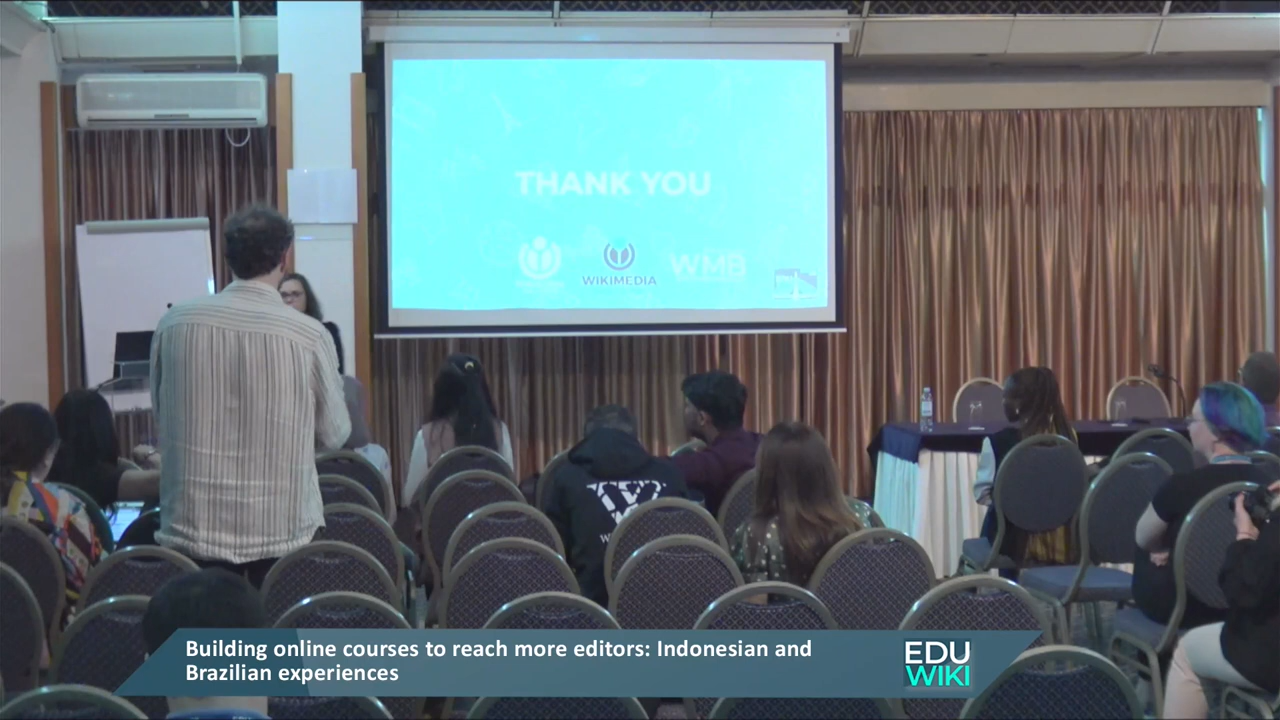 THANK YOU
WIKIMEDIA
WMB
Building online courses to reach more editors: Indonesian and
Brazilian experiences
EDU
WIKI